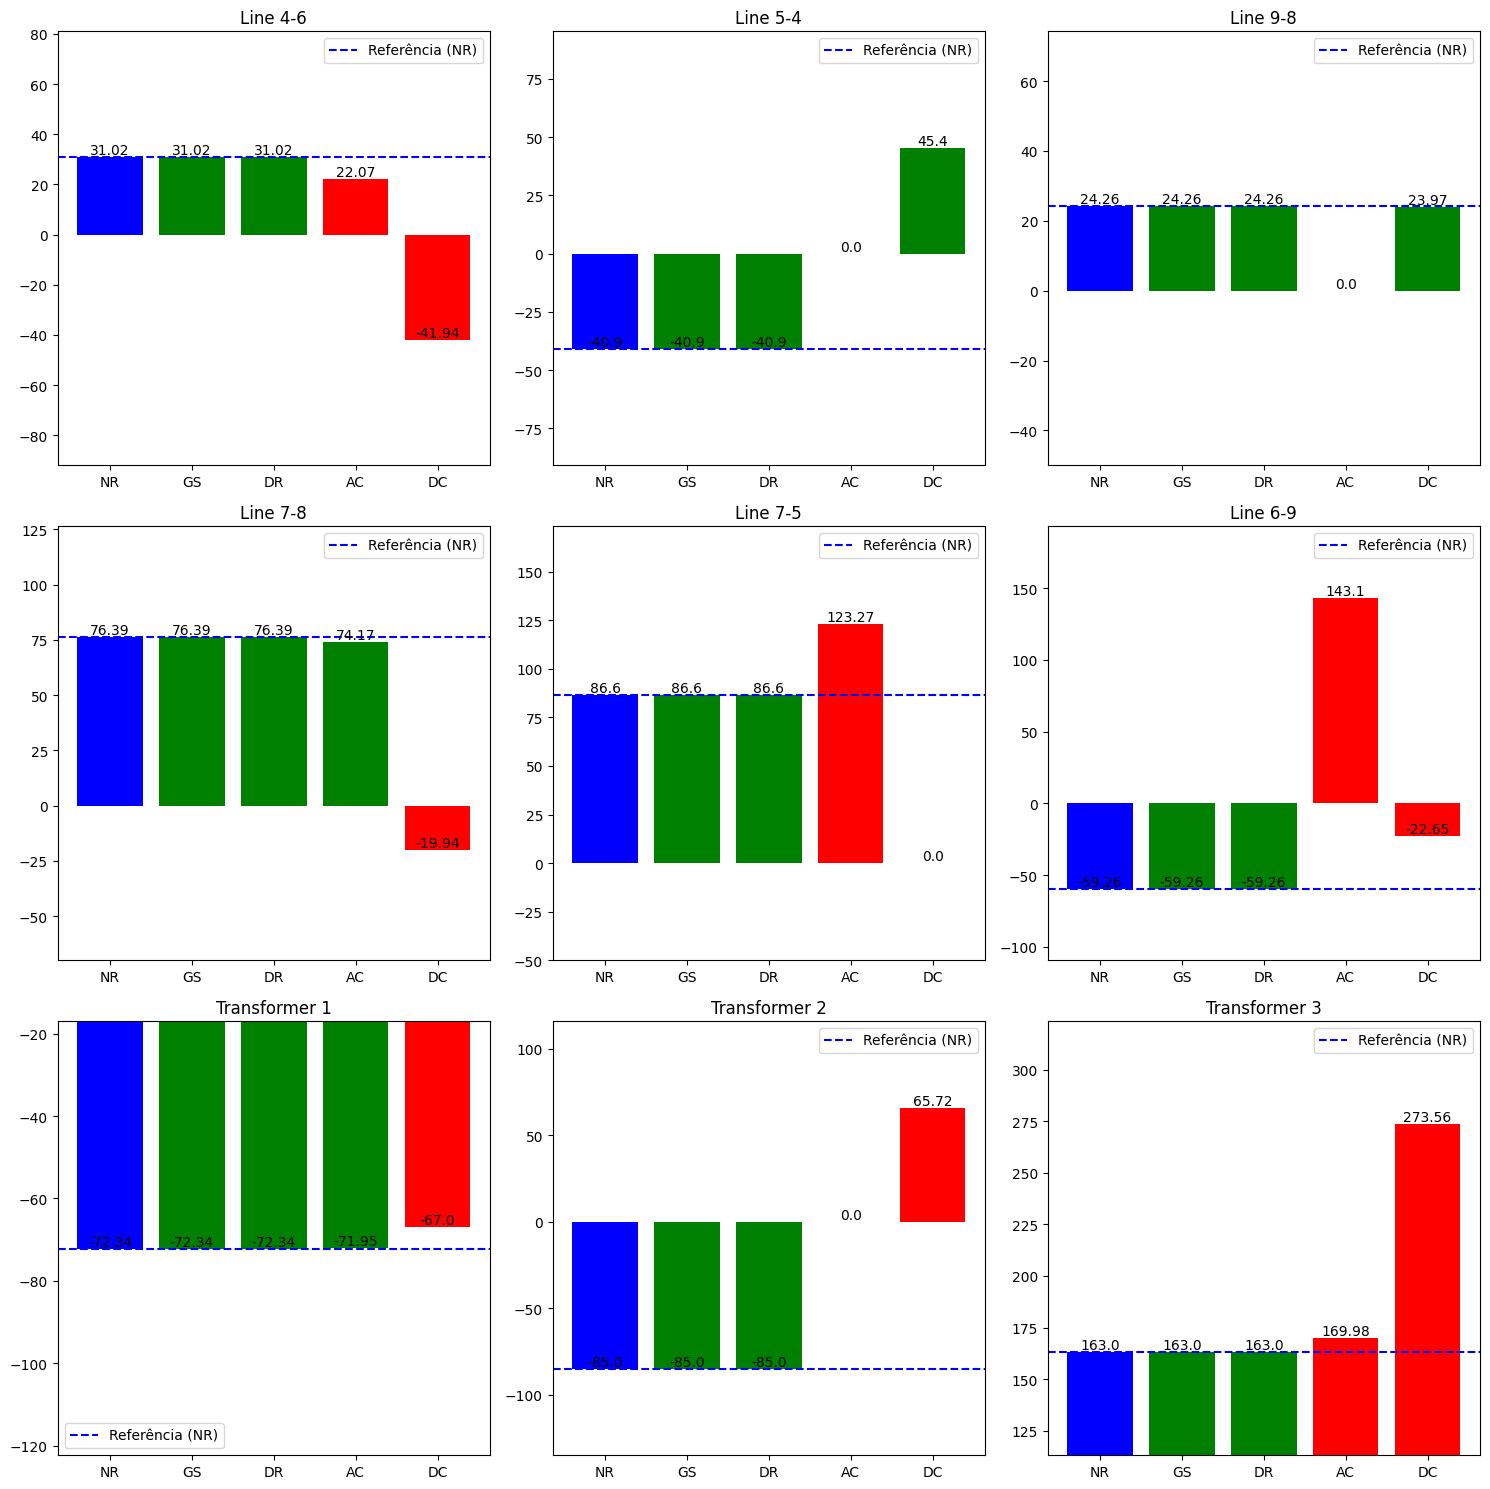 Line 4-6
80
60
40
20
0
−20
−40
−60
−80
Referência (NR)
31.02
31.02
31.02
22.07
-41.94
NR
GS
DR
AC
DC
Line 5-4
75
50
25
0
−25
−50
−75
Referência (NR)
-40.9
-40.9
-40.9
0.0
45.4
NR
GS
DR
AC
DC
Line 9-8
60
40
20
0
−20
−40
Referência (NR)
24.26
24.26
24.26
0.0
23.97
NR
GS
DR
AC
DC
Line 7-8
125
100
75
50
25
0
−25
−50
Referência (NR)
76.39
76.39
76.39
74.17
-19.94
NR
GS
DR
AC
DC
Line 7-5
150
125
100
75
50
25
0
−25
−50
Referência (NR)
86.6
86.6
86.6
123.27
0.0
NR
GS
DR
AC
DC
Line 6-9
150
100
50
0
−50
−100
Referência (NR)
-59.26
-59.26
-59.26
143.1
-22.65
NR
GS
DR
AC
DC
Transformer 1
−20
−40
−60
−80
−100
−120
-72.34
-72.34
-72.34
-71.95
-67.0
Referência (NR)
NR
GS
DR
AC
DC
Transformer 2
100
50
0
−50
−100
Referência (NR)
-85.0
-85.0
-85.0
0.0
65.72
NR
GS
DR
AC
DC
Transformer 3
300
275
250
225
200
175
150
125
Referência (NR)
163.0
163.0
163.0
169.98
273.56
NR
GS
DR
AC
DC